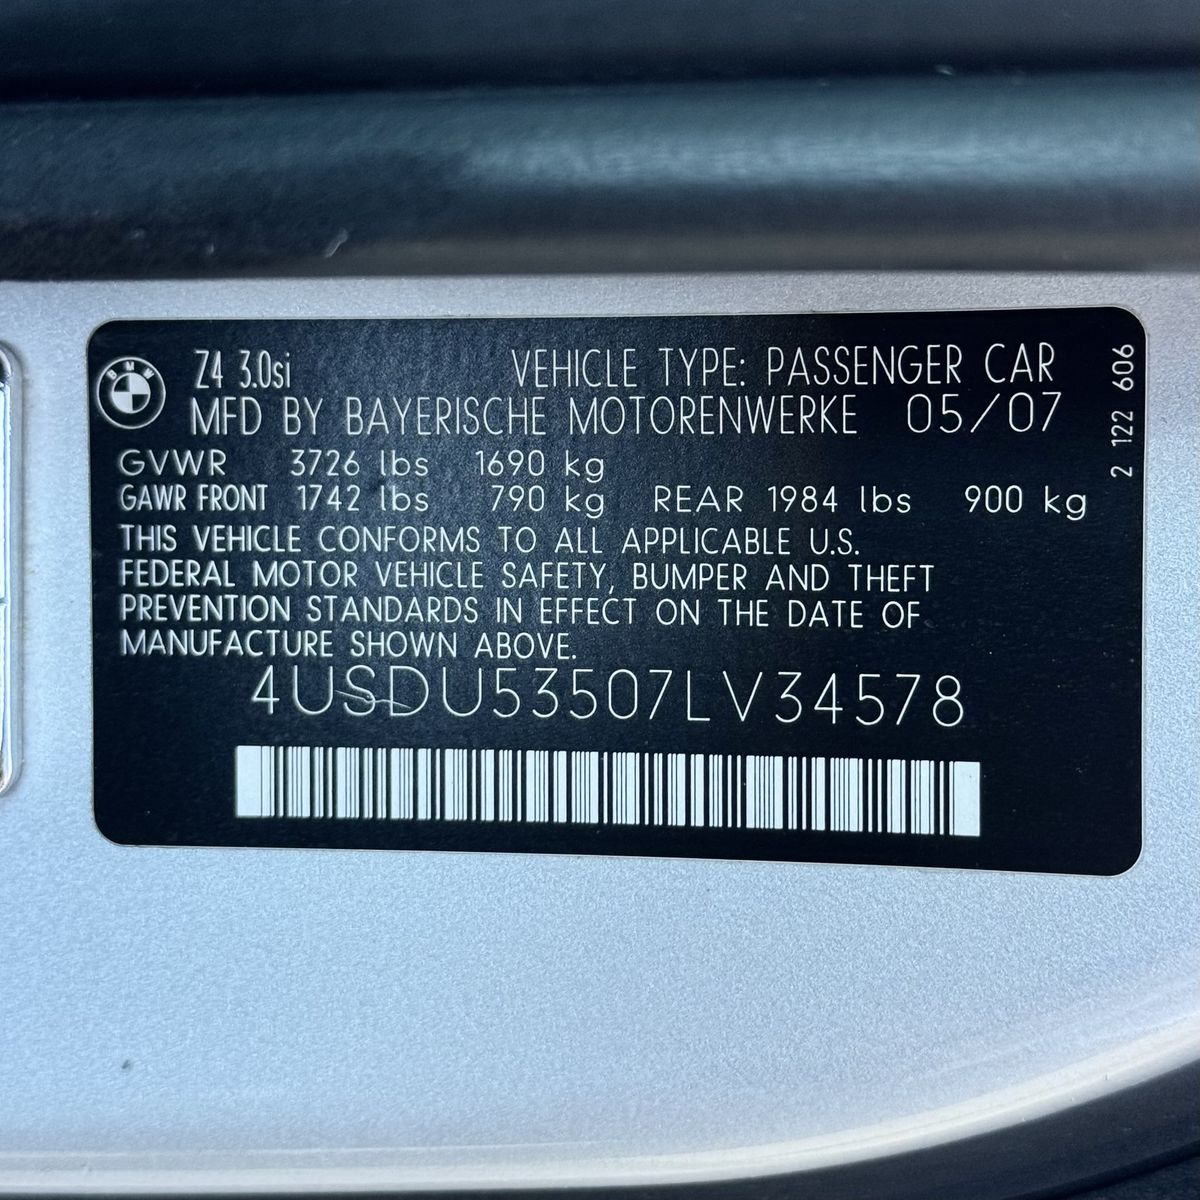 BMW
Z4 3.0si VEHICLE TYPE: PASSENGER CAR
MFD BY BAYERISCHE MOTORENWERKE 05/07
GVWR 3726 lbs 1690 kg
GAWR FRONT 1742 lbs 790 kg REAR 1984 lbs 900 kg
THIS VEHICLE CONFORMS TO ALL APPLICABLE U.S.
FEDERAL MOTOR VEHICLE SAFETY, BUMPER AND THEFT
PREVENTION STANDARDS IN EFFECT ON THE DATE OF
MANUFACTURE SHOWN ABOVE.
4USDU53507LV34578
2 122 606